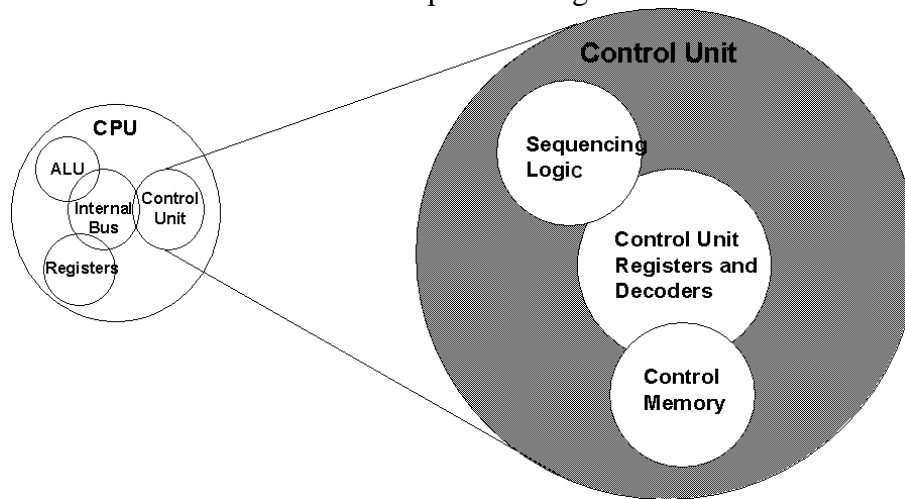 CPU
ALU
Internal
Bus
Control
Unit
Registers
Control Unit
Sequencing
Logic
Control Unit
Registers and
Decoders
Control
Memory